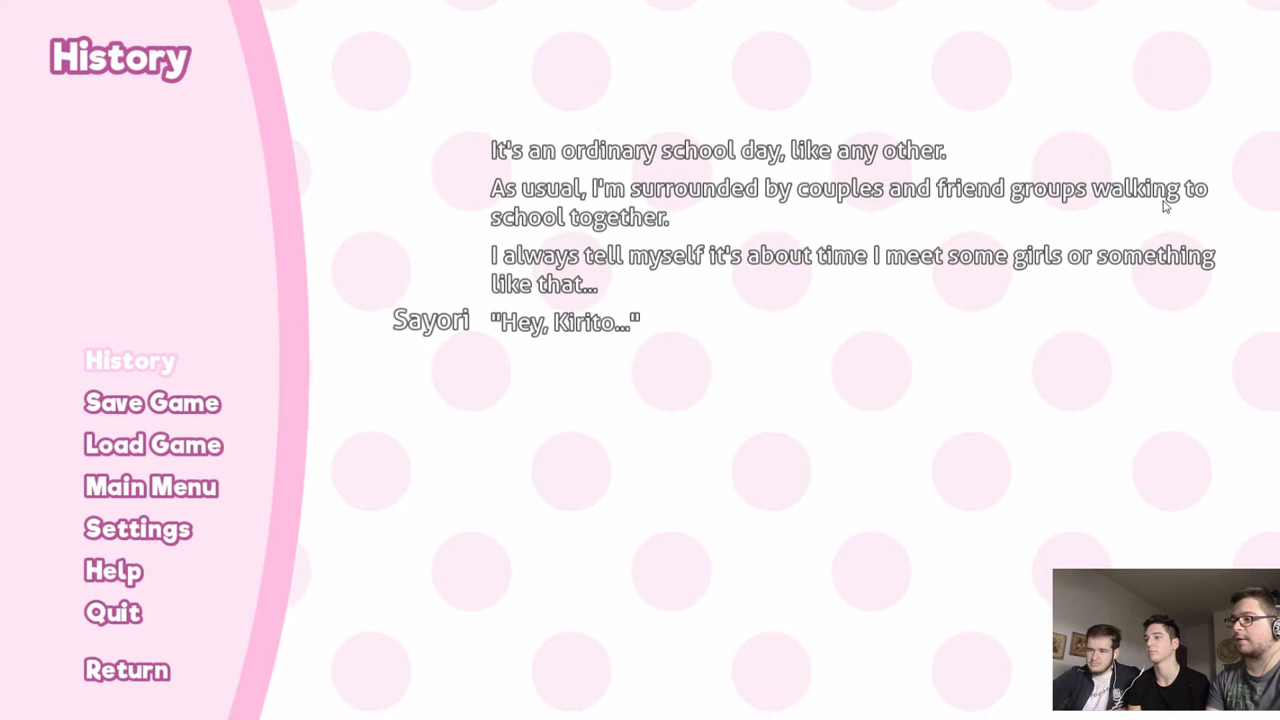 History
It's an ordinary school day, like any other.
As usual, I'm surrounded by couples and friend groups walking to
school together.
I always tell myself it's about time I meet some girls or something
like that...
Sayori "Hey, Kirito..."
History
Save Game
Load Game
Main Menu
Settings
Help
Quit
Return